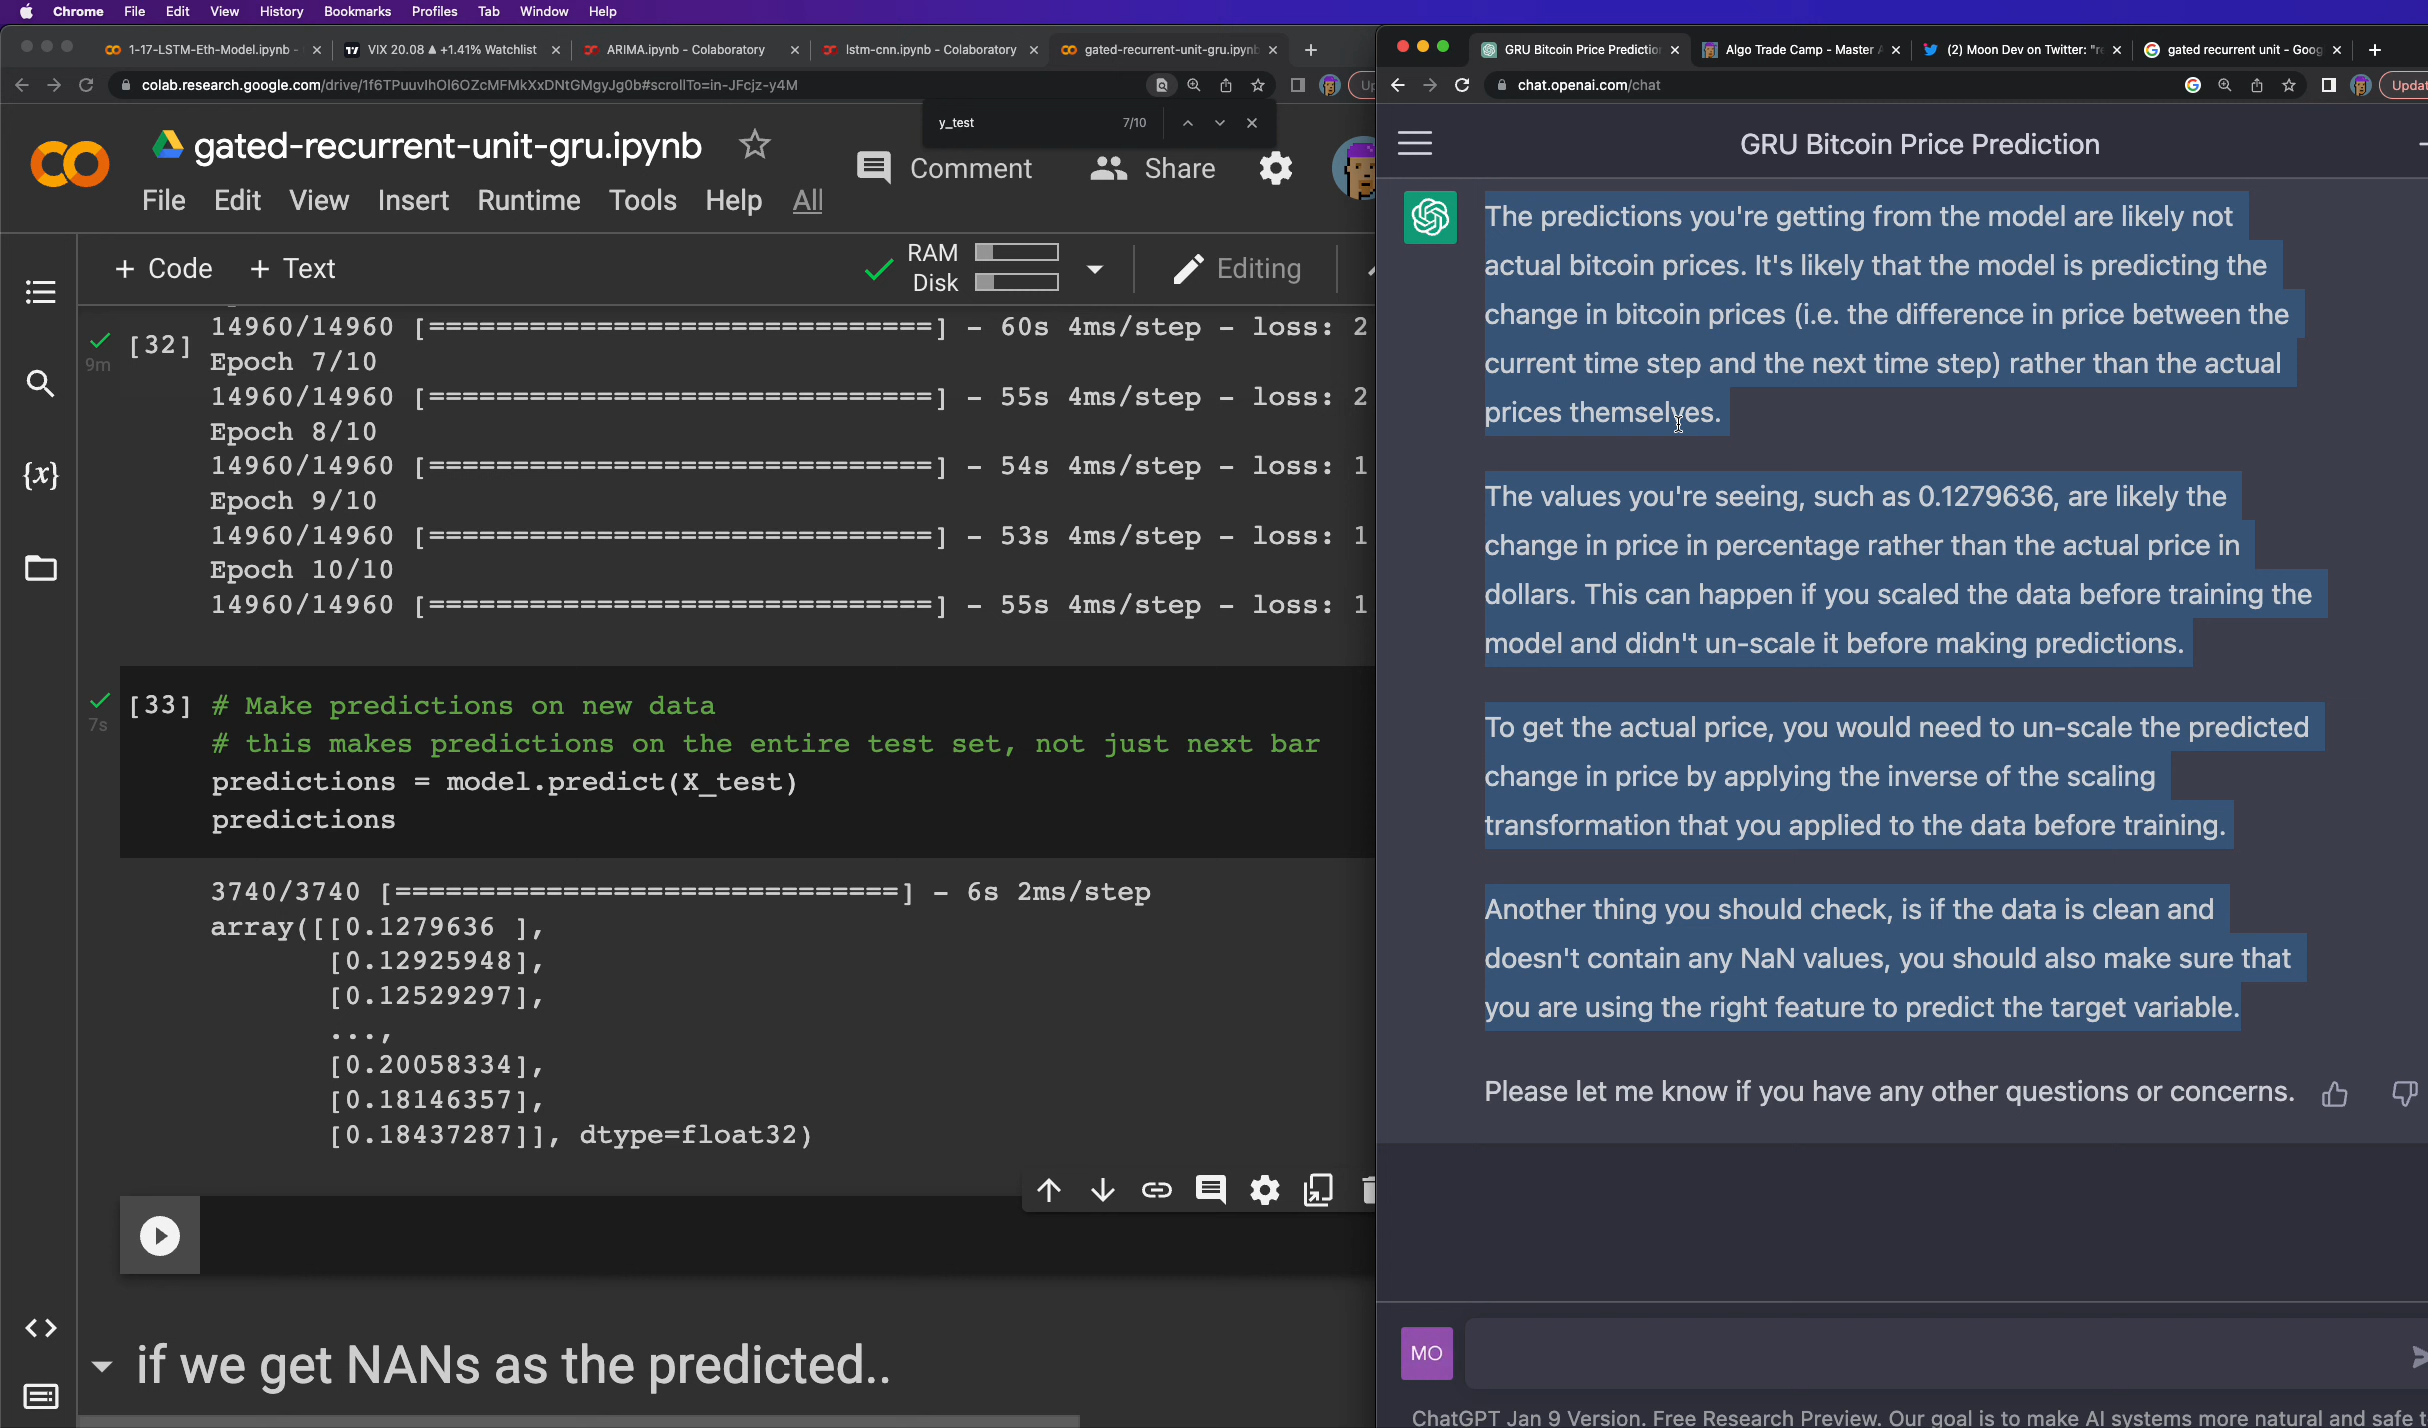 Chrome File Edit View History Bookmarks Profiles Tab Window Help
1-17-LSTM-Eth-Model.ipynb -
VIX 20.08 ▲ +1.41% Watchlist
ARIMA.ipynb - Colaboratory
lstm-cnn.ipynb - Colaboratory
gated-recurrent-unit-gru.ipynb
colab.research.google.com/drive/1f6TPuuvlhOl6OZcMFMkXxDNtGMgyJg0b#scrollTo=in-JFcjz-y4M
y_test 7/10
gated-recurrent-unit-gru.ipynb
Comment Share
File Edit View Insert Runtime Tools Help All
+ Code + Text
RAM
Disk
Editing
[32]
9m
14960/14960 [==============================] - 60s 4ms/step - loss: 2
Epoch 7/10
14960/14960 [==============================] - 55s 4ms/step - loss: 2
Epoch 8/10
14960/14960 [==============================] - 54s 4ms/step - loss: 1
Epoch 9/10
14960/14960 [==============================] - 53s 4ms/step - loss: 1
Epoch 10/10
14960/14960 [==============================] - 55s 4ms/step - loss: 1
[33] # Make predictions on new data
7s
# this makes predictions on the entire test set, not just next bar
predictions = model.predict(X_test)
predictions
3740/3740 [==============================] - 6s 2ms/step
array([[0.1279636 ],
[0.12925948],
[0.12529297],
...,
[0.20058334],
[0.18146357],
[0.18437287]], dtype=float32)
if we get NANs as the predicted..
GRU Bitcoin Price Prediction
Algo Trade Camp - Master
(2) Moon Dev on Twitter: "r
gated recurrent unit - Goog
chat.openai.com/chat
Updat
GRU Bitcoin Price Prediction
The predictions you're getting from the model are likely not
actual bitcoin prices. It's likely that the model is predicting the
change in bitcoin prices (i.e. the difference in price between the
current time step and the next time step) rather than the actual
prices themselves.
The values you're seeing, such as 0.1279636, are likely the
change in price in percentage rather than the actual price in
dollars. This can happen if you scaled the data before training the
model and didn't un-scale it before making predictions.
To get the actual price, you would need to un-scale the predicted
change in price by applying the inverse of the scaling
transformation that you applied to the data before training.
Another thing you should check, is if the data is clean and
doesn't contain any NaN values, you should also make sure that
you are using the right feature to predict the target variable.
Please let me know if you have any other questions or concerns.
MO
ChatGPT Jan 9 Version. Free Research Preview. Our goal is to make AI systems more natural and safe t